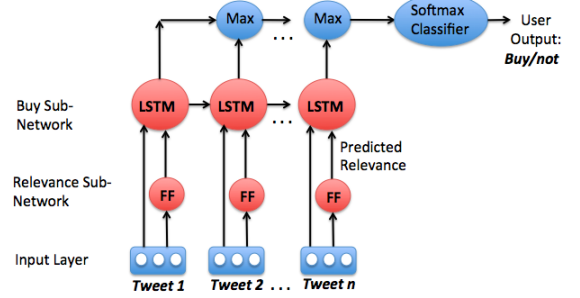 Max
...
Max
Softmax
Classifier
User
Output:
Buy/not
Buy Sub-
Network
LSTM
LSTM
...
LSTM
Predicted
Relevance
Relevance Sub-
Network
FF
FF
FF
Input Layer
Tweet 1
Tweet 2 ... Tweet n